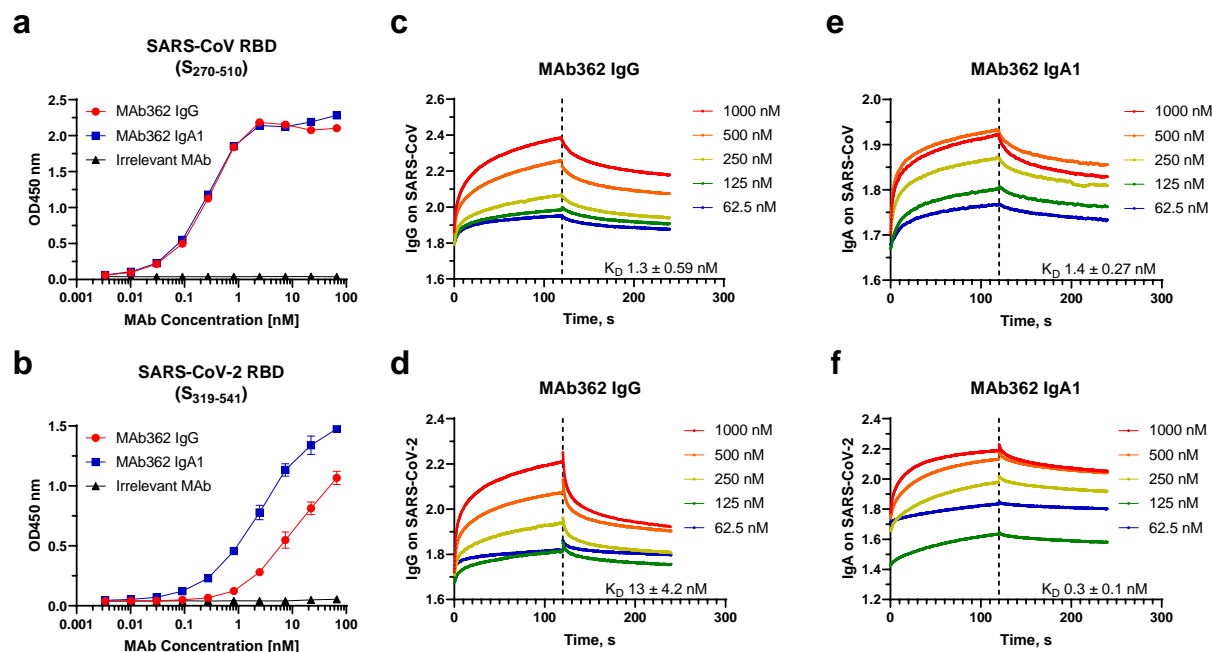 a
SARS-CoV RBD
(S270-510)
2.5
2.0
1.5
1.0
0.5
0.0
OD450 nm
MAb362 IgG
MAb362 IgA1
Irrelevant MAb
0.001
0.01
0.1
1
10
100
MAb Concentration [nM]
c
MAb362 IgG
2.6
2.4
2.2
2.0
1.8
1.6
IgG on SARS-CoV
1000 nM
500 nM
250 nM
125 nM
62.5 nM
KD 1.3 ± 0.59 nM
0
100
200
300
Time, s
e
MAb362 IgA1
2.0
1.9
1.8
1.7
1.6
IgA on SARS-CoV
1000 nM
500 nM
250 nM
125 nM
62.5 nM
KD 1.4 ± 0.27 nM
0
100
200
300
Time, s
b
SARS-CoV-2 RBD
(S319-541)
1.5
1.0
0.5
0.0
OD450 nm
MAb362 IgG
MAb362 IgA1
Irrelevant MAb
0.001
0.01
0.1
1
10
100
MAb Concentration [nM]
d
MAb362 IgG
2.4
2.2
2.0
1.8
1.6
IgG on SARS-CoV-2
1000 nM
500 nM
250 nM
125 nM
62.5 nM
KD 13 ± 4.2 nM
0
100
200
300
Time, s
f
MAb362 IgA1
2.4
2.2
2.0
1.8
1.6
1.4
1.2
IgA on SARS-CoV-2
1000 nM
500 nM
250 nM
125 nM
62.5 nM
KD 0.3 ± 0.1 nM
0
100
200
300
Time, s